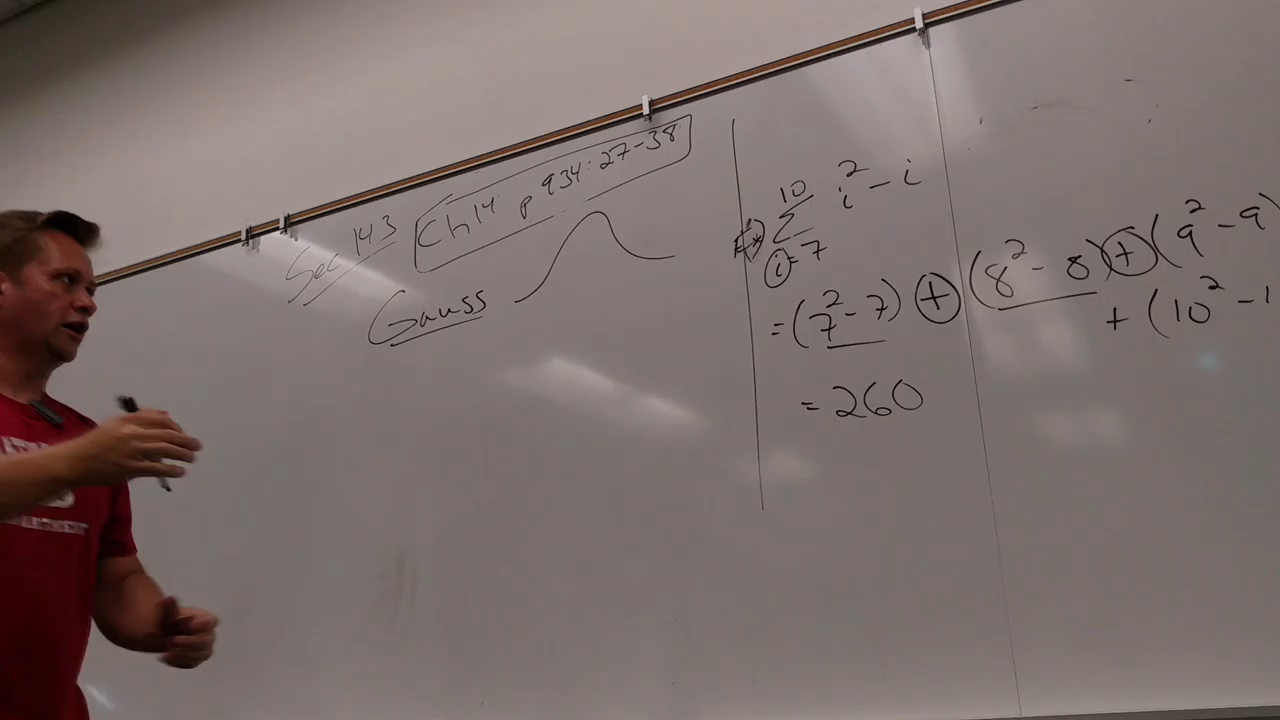 Sec 14.3
Ch 14 p 934: 27-38
Gauss
Ex)
10
Σ i² - i
i = 7
= (7² - 7) + (8² - 8) + (9² - 9)
+ (10² - 1
= 260